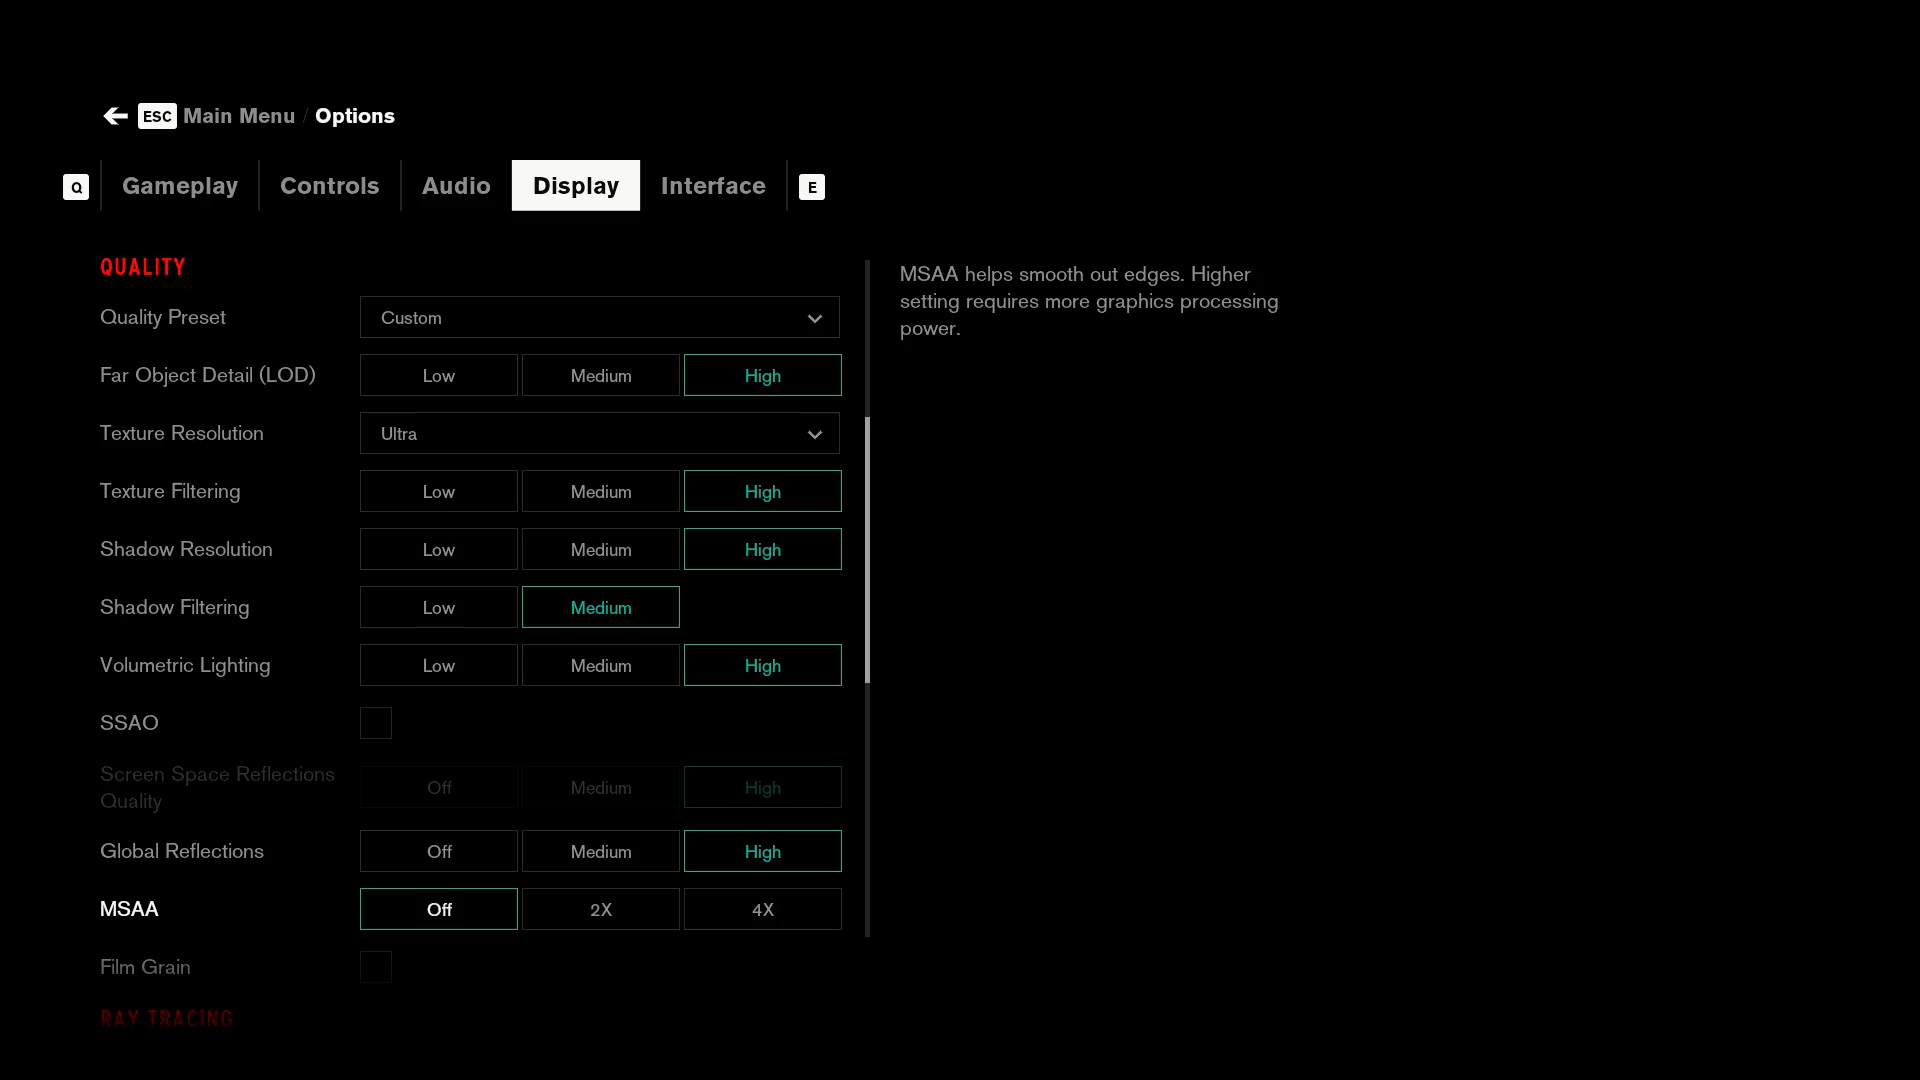 ESC Main Menu / Options
Q Gameplay Controls Audio Display Interface E
QUALITY
Quality Preset Custom
Far Object Detail (LOD) Low Medium High
Texture Resolution Ultra
Texture Filtering Low Medium High
Shadow Resolution Low Medium High
Shadow Filtering Low Medium
Volumetric Lighting Low Medium High
SSAO
Screen Space Reflections
Quality Off Medium High
Global Reflections Off Medium High
MSAA Off 2X 4X
Film Grain
RAY TRACING
MSAA helps smooth out edges. Higher
setting requires more graphics processing
power.